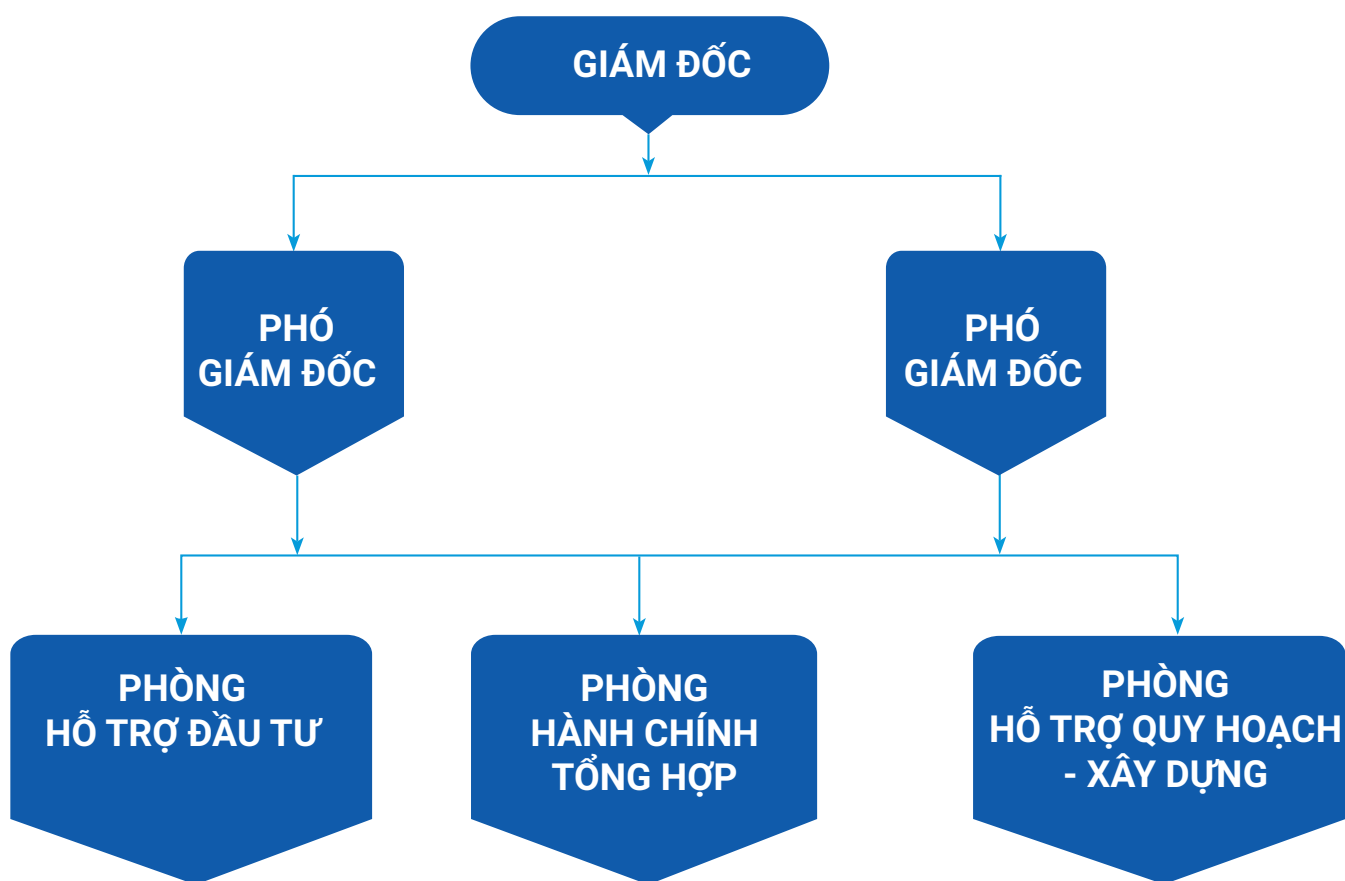 GIÁM ĐỐC
PHÓ
GIÁM ĐỐC
PHÓ
GIÁM ĐỐC
PHÒNG
HỖ TRỢ ĐẦU TƯ
PHÒNG
HÀNH CHÍNH
TỔNG HỢP
PHÒNG
HỖ TRỢ QUY HOẠCH
- XÂY DỰNG